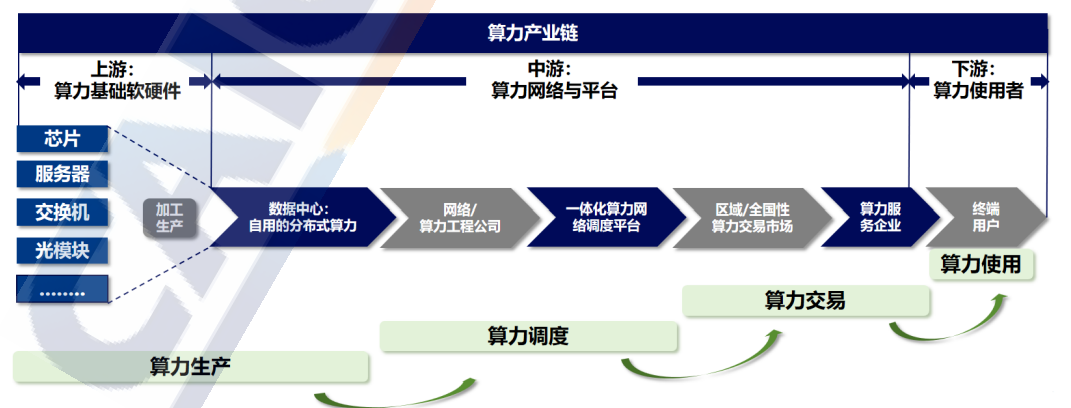 算力产业链
上游:
算力基础软硬件
中游:
算力网络与平台
下游:
算力使用者
芯片
服务器
交换机
光模块
........
加工
生产
数据中心:
自用的分布式算力
网络/
算力工程公司
一体化算力网
络调度平台
区域/全国性
算力交易市场
算力服
务企业
终端
用户
算力使用
算力交易
算力调度
算力生产